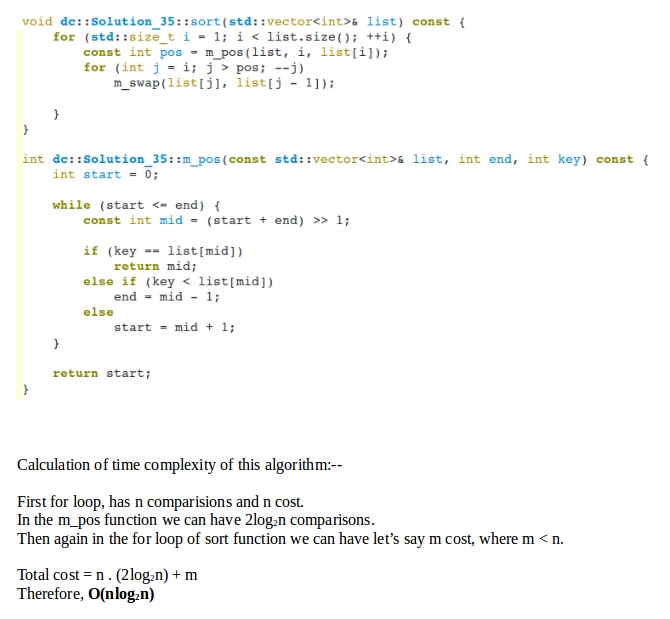 void dc::Solution_35::sort(std::vector<int>& list) const {
    for (std::size_t i = 1; i < list.size(); ++i) {
        const int pos = m_pos(list, i, list[i]);
        for (int j = i; j > pos; --j)
            m_swap(list[j], list[j - 1]);

    }
}

int dc::Solution_35::m_pos(const std::vector<int>& list, int end, int key) const {
    int start = 0;

    while (start <= end) {
        const int mid = (start + end) >> 1;

        if (key == list[mid])
            return mid;
        else if (key < list[mid])
            end = mid - 1;
        else
            start = mid + 1;
    }

    return start;
}

Calculation of time complexity of this algorithm:--

First for loop, has n comparisions and n cost.
In the m_pos function we can have 2log₂n comparisons.
Then again in the for loop of sort function we can have let’s say m cost, where m < n.

Total cost = n . (2log₂n) + m
Therefore, O(nlog₂n)